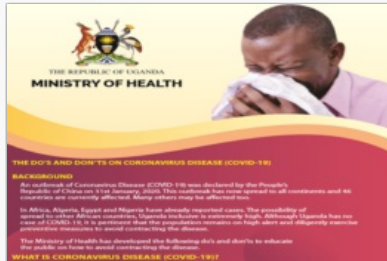 THE REPUBLIC OF UGANDA
MINISTRY OF HEALTH
THE DO'S AND DON'TS ON CORONAVIRUS DISEASE (COVID-19)
BACKGROUND
An outbreak of Coronavirus Disease (COVID-19) was declared by the People's
Republic of China on 31st January, 2020. This outbreak has now spread to all continents and 46
countries are currently affected. Many others may be affected too.
In Africa, Algeria, Egypt and Nigeria have already reported cases. The possibility of
spread to other African countries, Uganda inclusive is extremely high. Although Uganda has no
case of COVID-19, it is pertinent that the population remains on high alert and diligently exercise
preventive measures to avoid contracting the disease.
The Ministry of Health has developed the following do's and don'ts to educate
the public on how to avoid contracting the disease.
WHAT IS CORONAVIRUS DISEASE (COVID-19)?